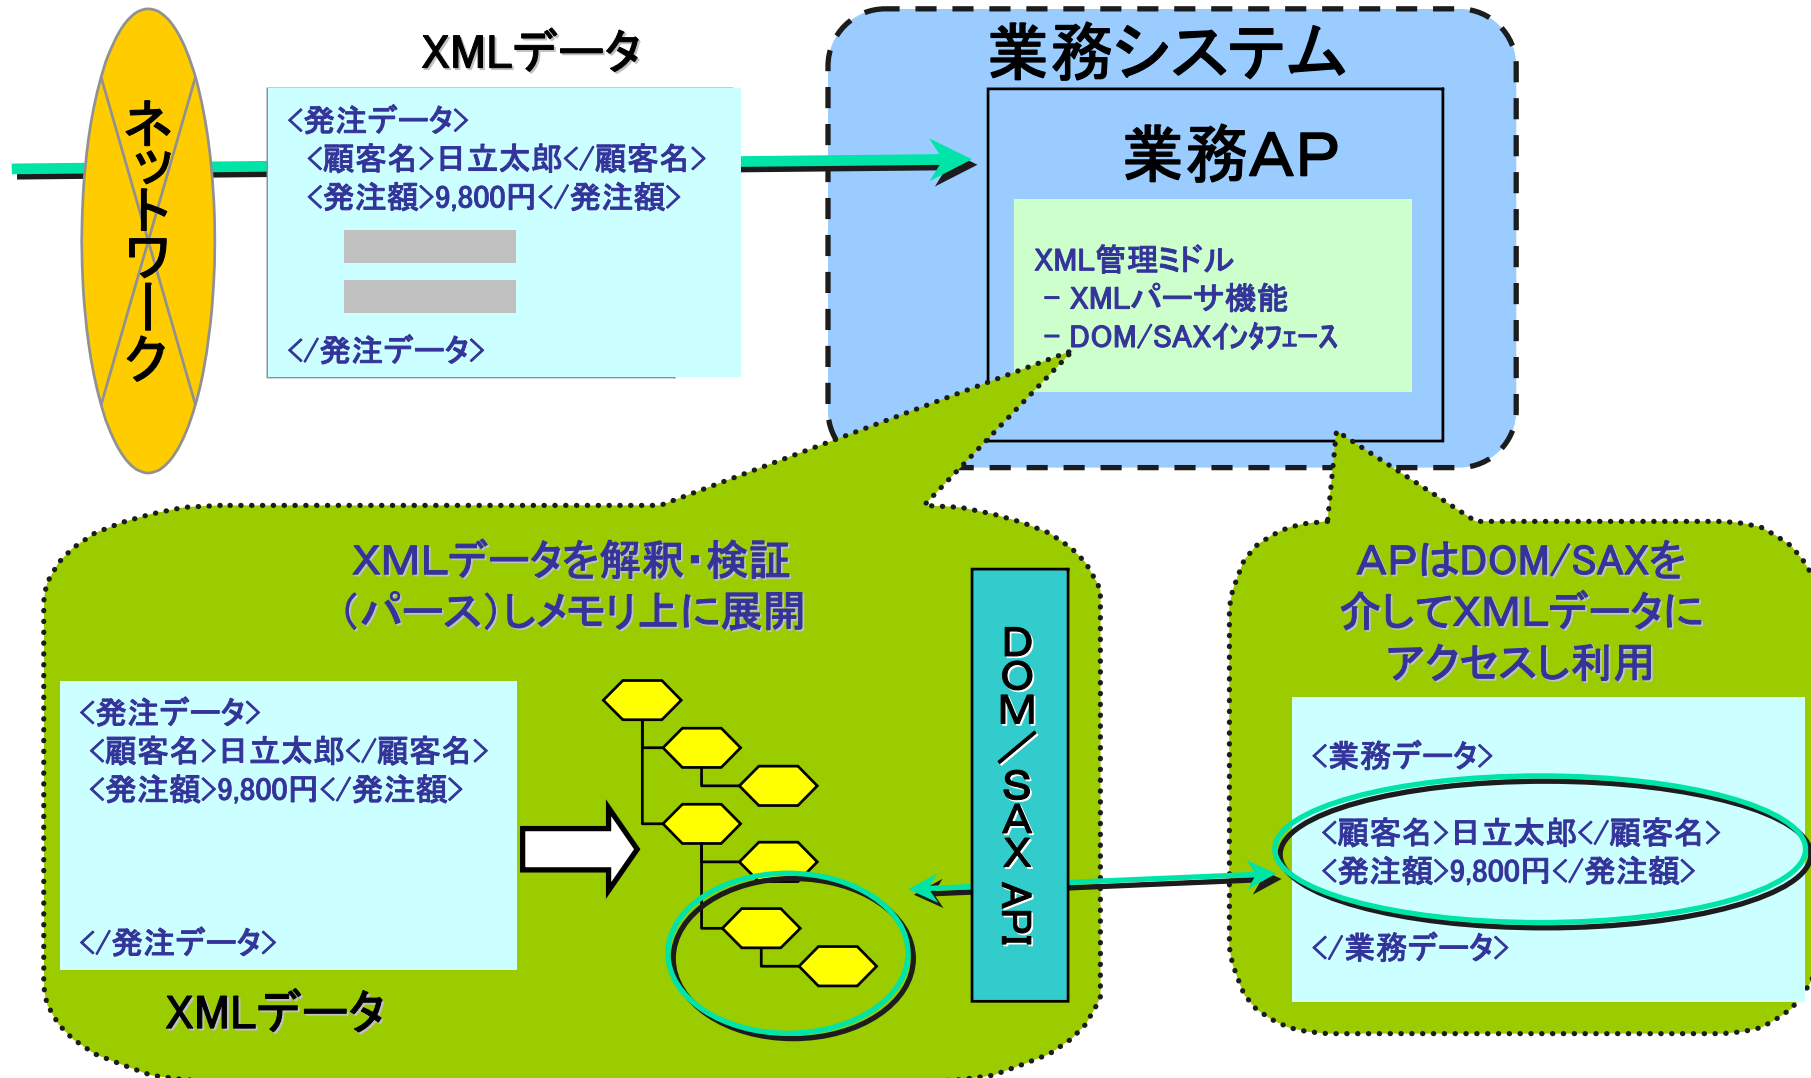 ネットワーク
XMLデータ
<発注データ>
<顧客名>日立太郎</顧客名>
<発注額>9,800円</発注額>
</発注データ>
業務システム
業務AP
XML管理ミドル
－ XMLパーサ機能
－ DOM/SAXインタフェース
XMLデータを解釈・検証
（パース）しメモリ上に展開
<発注データ>
<顧客名>日立太郎</顧客名>
<発注額>9,800円</発注額>
</発注データ>
XMLデータ
DOM／SAX API
APはDOM/SAXを
介してXMLデータに
アクセスし利用
<業務データ>
<顧客名>日立太郎</顧客名>
<発注額>9,800円</発注額>
</業務データ>